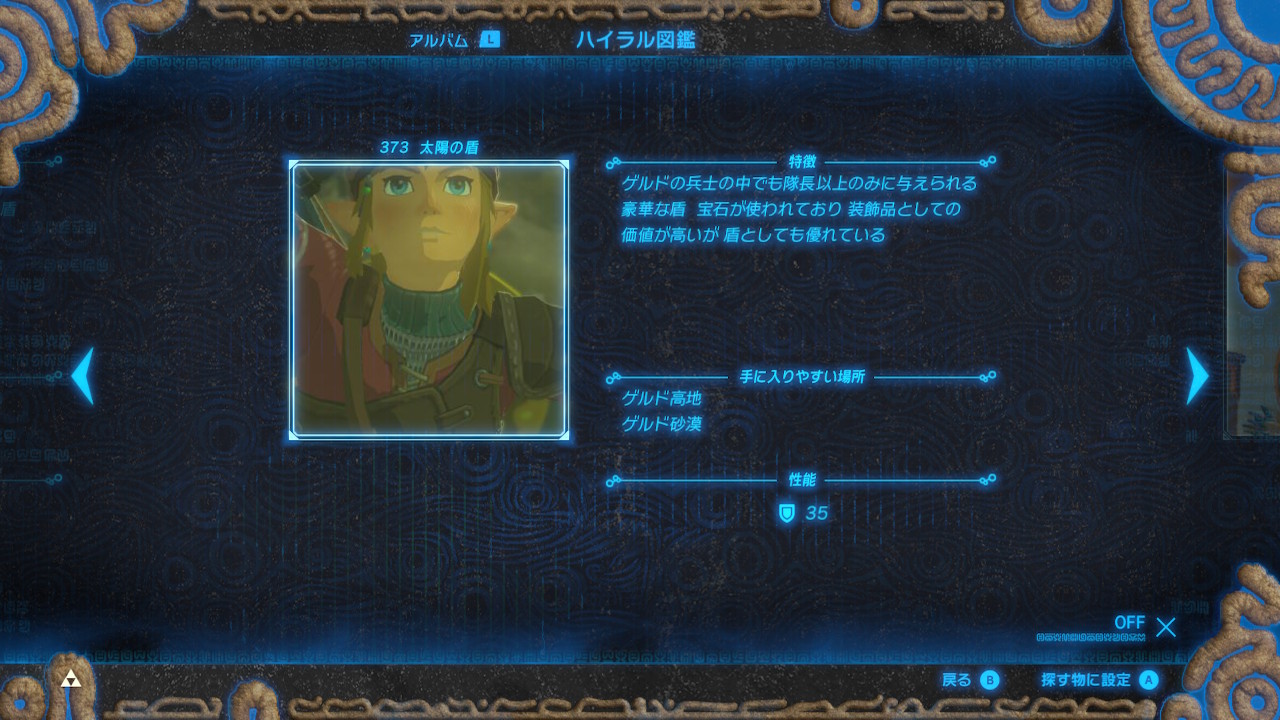 アルバム L
ハイラル図鑑
373 太陽の盾
特徴
ゲルドの兵士の中でも隊長以上のみに与えられる
豪華な盾 宝石が使われており 装飾品としての
価値が高いが 盾としても優れている
手に入りやすい場所
ゲルド高地
ゲルド砂漠
性能
35
OFF
戻る B
探す物に設定 A